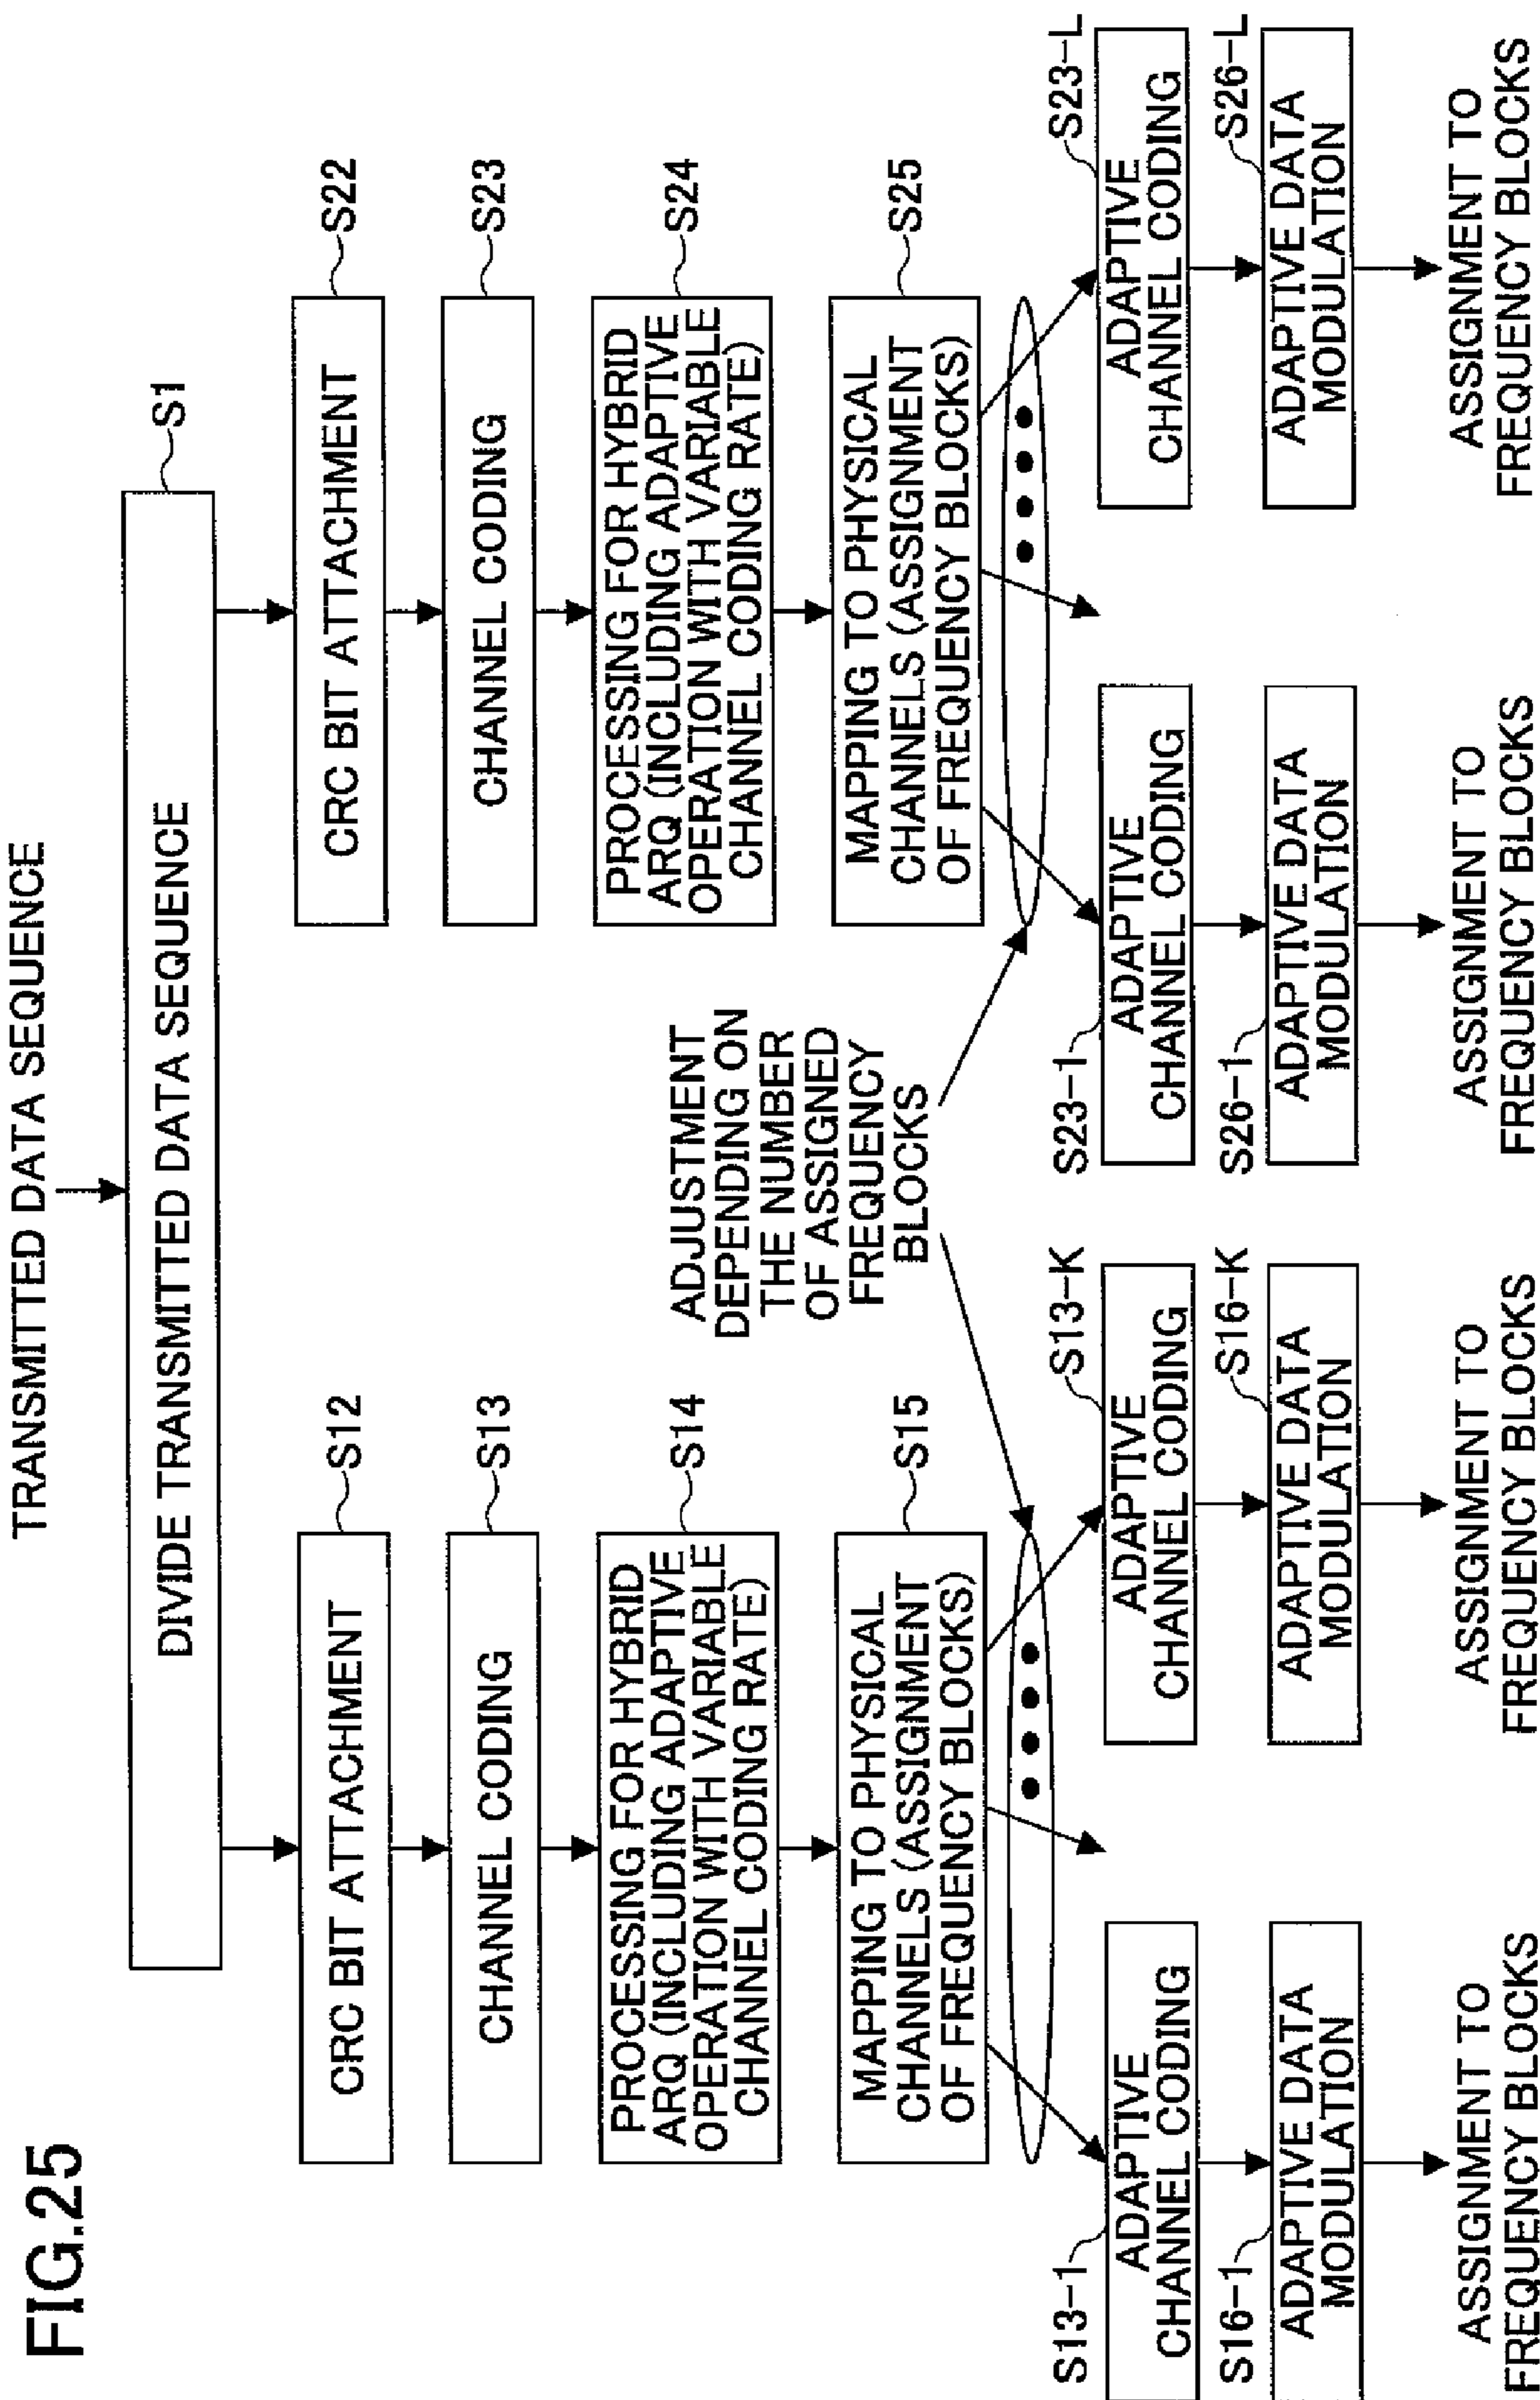 FIG.25
TRANSMITTED DATA SEQUENCE
DIVIDE TRANSMITTED DATA SEQUENCE
S1
CRC BIT ATTACHMENT
S12
CHANNEL CODING
S13
PROCESSING FOR HYBRID
ARQ (INCLUDING ADAPTIVE
OPERATION WITH VARIABLE
CHANNEL CODING RATE)
S14
MAPPING TO PHYSICAL
CHANNELS (ASSIGNMENT
OF FREQUENCY BLOCKS)
S15
CRC BIT ATTACHMENT
S22
CHANNEL CODING
S23
PROCESSING FOR HYBRID
ARQ (INCLUDING ADAPTIVE
OPERATION WITH VARIABLE
CHANNEL CODING RATE)
S24
MAPPING TO PHYSICAL
CHANNELS (ASSIGNMENT
OF FREQUENCY BLOCKS)
S25
ADJUSTMENT
DEPENDING ON
THE NUMBER
OF ASSIGNED
FREQUENCY
BLOCKS
S13-1
ADAPTIVE
CHANNEL CODING
S16-1
ADAPTIVE DATA
MODULATION
ASSIGNMENT TO
FREQUENCY BLOCKS
S13-K
ADAPTIVE
CHANNEL CODING
S16-K
ADAPTIVE DATA
MODULATION
ASSIGNMENT TO
FREQUENCY BLOCKS
S23-1
ADAPTIVE
CHANNEL CODING
S26-1
ADAPTIVE DATA
MODULATION
ASSIGNMENT TO
FREQUENCY BLOCKS
S23-L
ADAPTIVE
CHANNEL CODING
S26-L
ADAPTIVE DATA
MODULATION
ASSIGNMENT TO
FREQUENCY BLOCKS